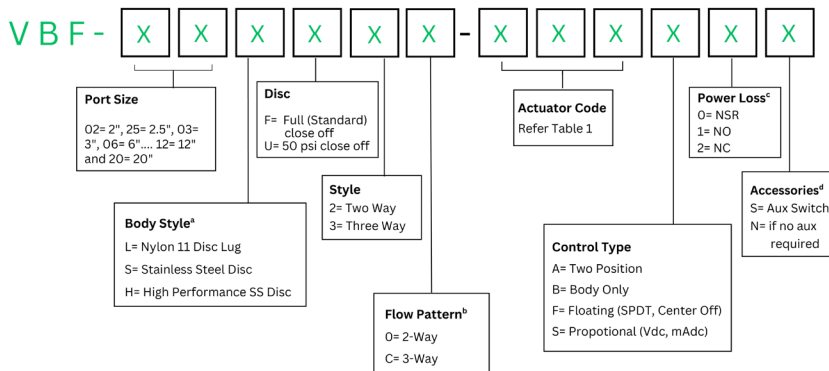 VBF- X X X X X X - X X X X X X
Port Size
02= 2", 25= 2.5", 03=
3", 06= 6".... 12= 12"
and 20= 20"
Body Styleᵃ
L= Nylon 11 Disc Lug
S= Stainless Steel Disc
H= High Performance SS Disc
Disc
F= Full (Standard)
close off
U= 50 psi close off
Style
2= Two Way
3= Three Way
Flow Patternᵇ
0= 2-Way
C= 3-Way
Actuator Code
Refer Table 1
Control Type
A= Two Position
B= Body Only
F= Floating (SPDT, Center Off)
S= Propotional (Vdc, mAdc)
Power Lossᶜ
0= NSR
1= NO
2= NC
Accessoriesᵈ
S= Aux Switch
N= if no aux
required